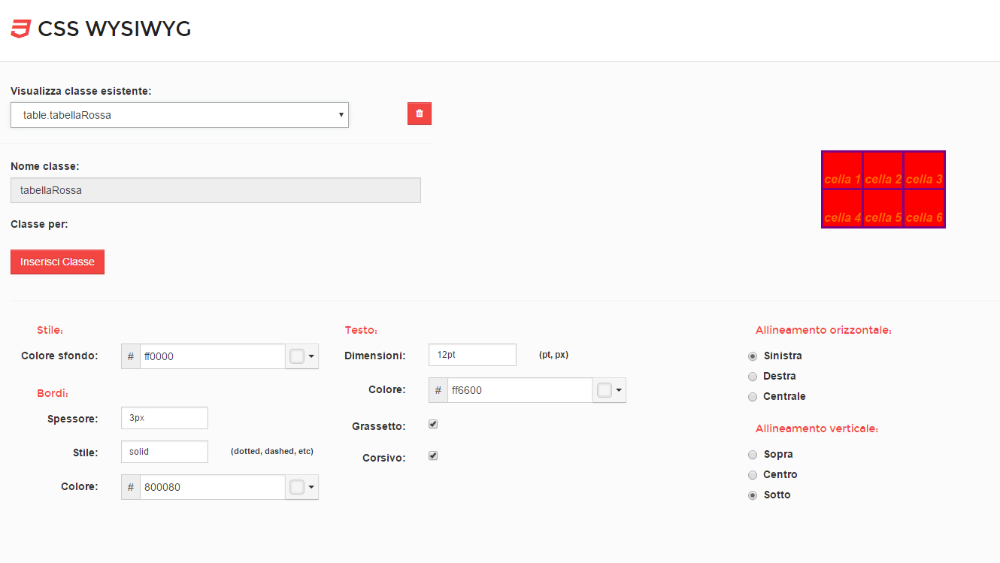 CSS WYSIWYG
Visualizza classe esistente:
table.tabellaRossa
Nome classe:
tabellaRossa
Classe per:
Inserisci Classe
cella 1 cella 2 cella 3
cella 4 cella 5 cella 6
Stile:
Colore sfondo: # ff0000
Bordi:
Spessore: 3px
Stile: solid (dotted, dashed, etc)
Colore: # 800080
Testo:
Dimensioni: 12pt (pt, px)
Colore: # ff6600
Grassetto:
Corsivo:
Allineamento orizzontale:
Sinistra
Destra
Centrale
Allineamento verticale:
Sopra
Centro
Sotto